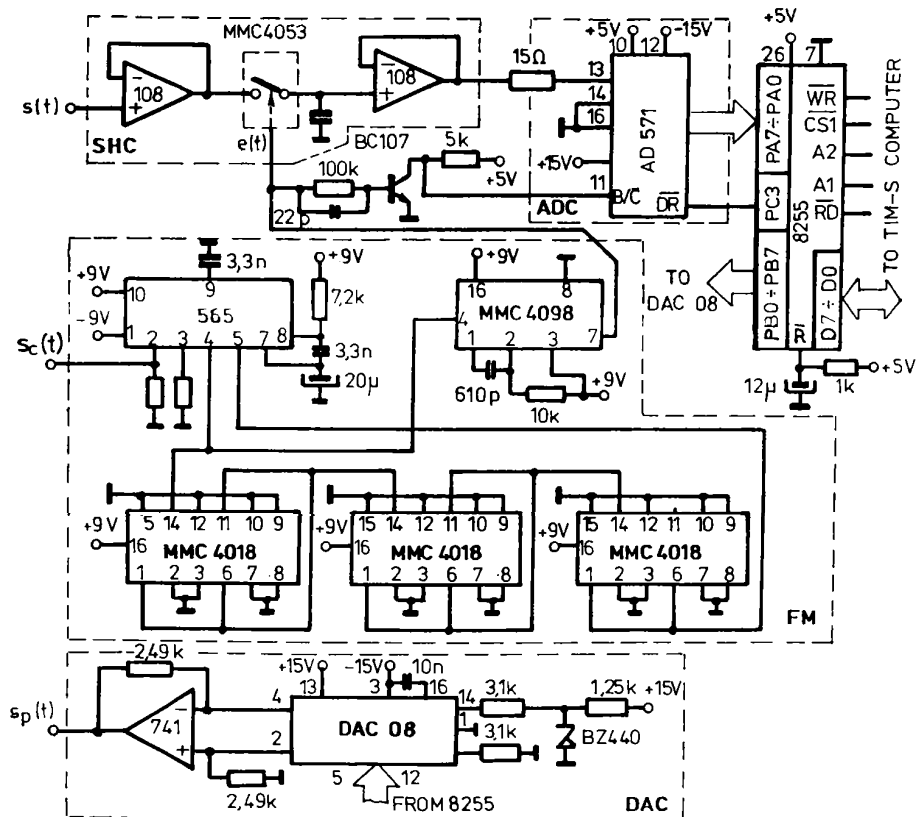 MMC4053
108
108
s(t)
e(t)
SHC
BC107
15Ω
+5V
-15V
10
12
13
14
16
+15V
11
B/C̅
D̅R̅
AD 571
ADC
100k
22p
5k
+5V
+5V
26
7
PA7÷PA0
PC3
PB0÷PB7
8255
W̅R̅
C̅S̅1̅
A2
A1
R̅D̅
D7÷D0
R
TO TIM-S COMPUTER
TO
DAC 08
12μ
1k
+5V
3,3n
+9V
-9V
10
9
1
565
2
3
4
5
7
8
+9V
7,2k
3,3n
20μ
Sc(t)
+9V
16
8
4
MMC 4098
7
1
2
3
610p
10k
+9V
5
14
12
11
10
9
+9V
16
MMC 4018
1
2
3
6
7
8
15
14
12
11
10
9
+9V
16
MMC 4018
1
2
3
6
7
8
15
14
12
11
10
9
+9V
16
MMC 4018
1
2
3
6
7
8
FM
2,49k
sp(t)
741
2,49k
4
2
+15V
13
-15V
3
10n
16
14
1
DAC 08
5
12
FROM 8255
3,1k
3,1k
1,25k
+15V
BZ440
DAC